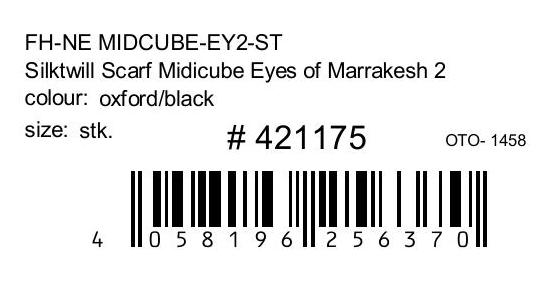 FH-NE MIDCUBE-EY2-ST
Silktwill Scarf Midicube Eyes of Marrakesh 2
colour: oxford/black
size: stk.
# 421175
OTO- 1458
4 058196 256370